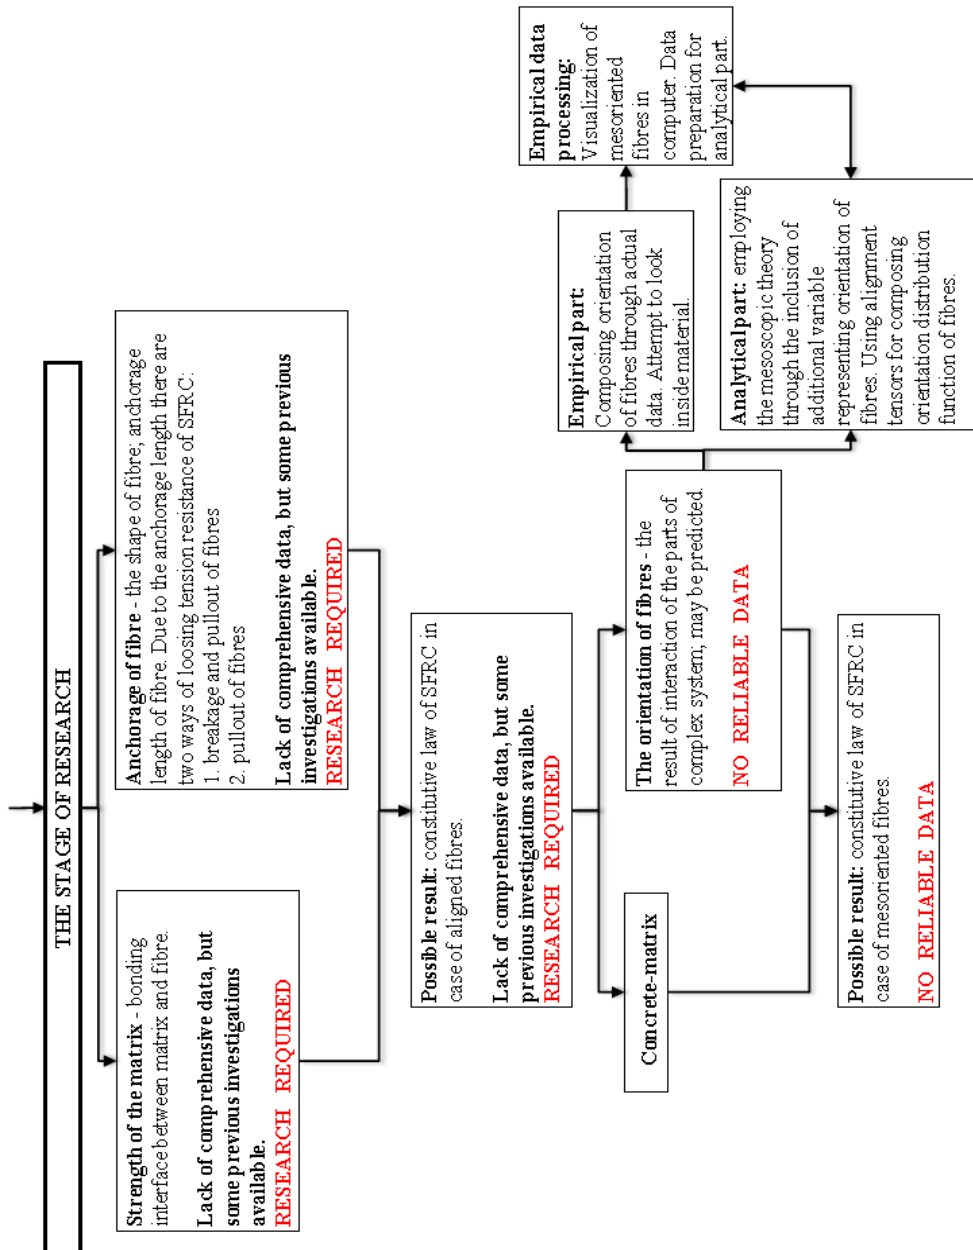 THE STAGE OF RESEARCH
Strength of the matrix - bonding
interface between matrix and fibre.
Lack of comprehensive data, but
some previous investigations
available.
RESEARCH REQUIRED
Anchorage of fibre - the shape of fibre; anchorage
length of fibre. Due to the anchorage length there are
two ways of loosing tension resistance of SFRC:
1. breakage and pullout of fibres
2. pullout of fibres
Lack of comprehensive data, but some previous
investigations available.
RESEARCH REQUIRED
Possible result: constitutive law of SFRC in
case of aligned fibres.
Lack of comprehensive data, but some
previous investigations available.
RESEARCH REQUIRED
Concrete-matrix
The orientation of fibres - the
result of interaction of the parts of
complex system, may be predicted.
NO RELIABLE DATA
Empirical part:
Composing orientation
of fibres through actual
data. Attempt to look
inside material.
Empirical data
processing:
Visualization of
mesoriented
fibres in
computer. Data
preparation for
analytical part.
Analytical part: employing
the mesoscopic theory
through the inclusion of
additional variable
representing orientation of
fibres. Using alignment
tensors for composing
orientation distribution
function of fibres.
Possible result: constitutive law of SFRC in
case of mesoriented fibres.
NO RELIABLE DATA